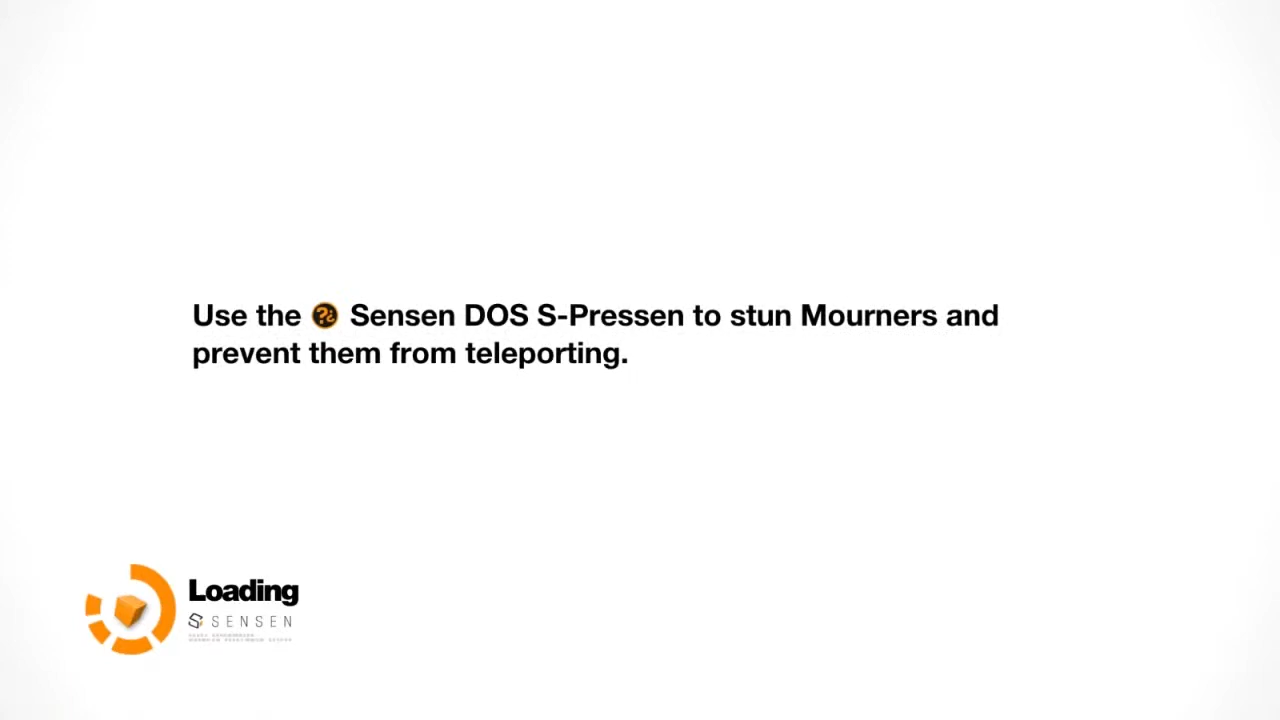 Use the Sensen DOS S-Pressen to stun Mourners and
prevent them from teleporting.
Loading
SENSEN